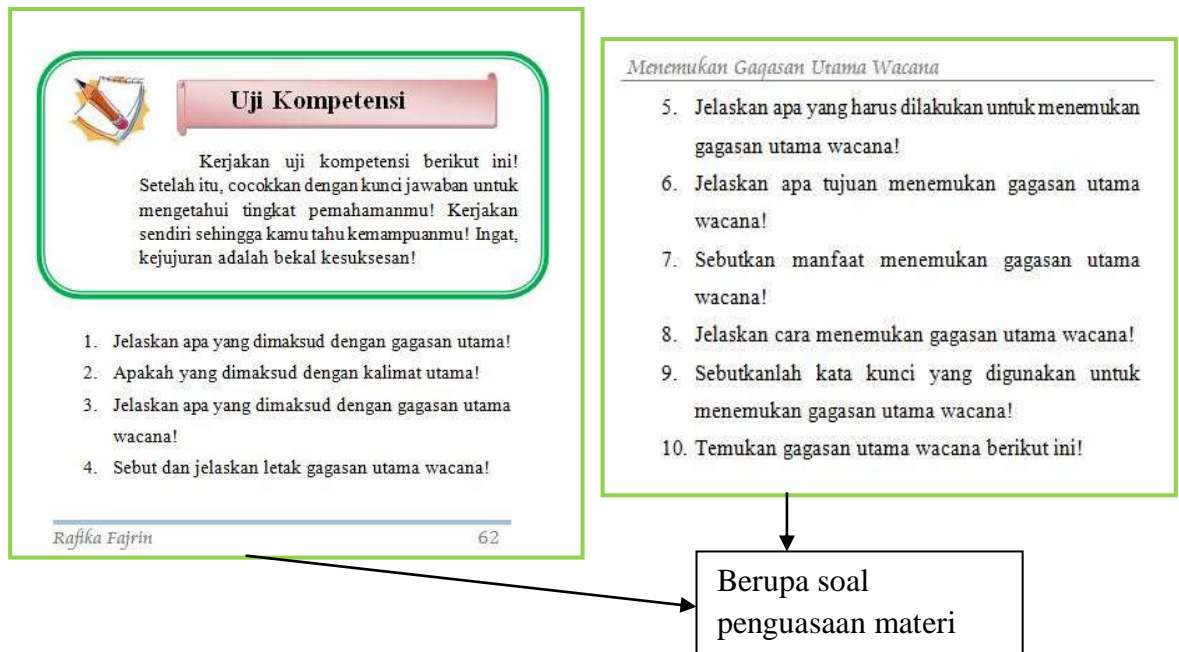 Uji Kompetensi
Kerjakan uji kompetensi berikut ini!
Setelah itu, cocokkan dengan kunci jawaban untuk
mengetahui tingkat pemahamanmu! Kerjakan
sendiri sehingga kamu tahu kemampuanmu! Ingat,
kejujuran adalah bekal kesuksesan!
1. Jelaskan apa yang dimaksud dengan gagasan utama!
2. Apakah yang dimaksud dengan kalimat utama!
3. Jelaskan apa yang dimaksud dengan gagasan utama
wacana!
4. Sebut dan jelaskan letak gagasan utama wacana!
Rafika Fajrin 62
Menemukan Gagasan Utama Wacana
5. Jelaskan apa yang harus dilakukan untuk menemukan
gagasan utama wacana!
6. Jelaskan apa tujuan menemukan gagasan utama
wacana!
7. Sebutkan manfaat menemukan gagasan utama
wacana!
8. Jelaskan cara menemukan gagasan utama wacana!
9. Sebutkanlah kata kunci yang digunakan untuk
menemukan gagasan utama wacana!
10. Temukan gagasan utama wacana berikut ini!
Berupa soal
penguasaan materi